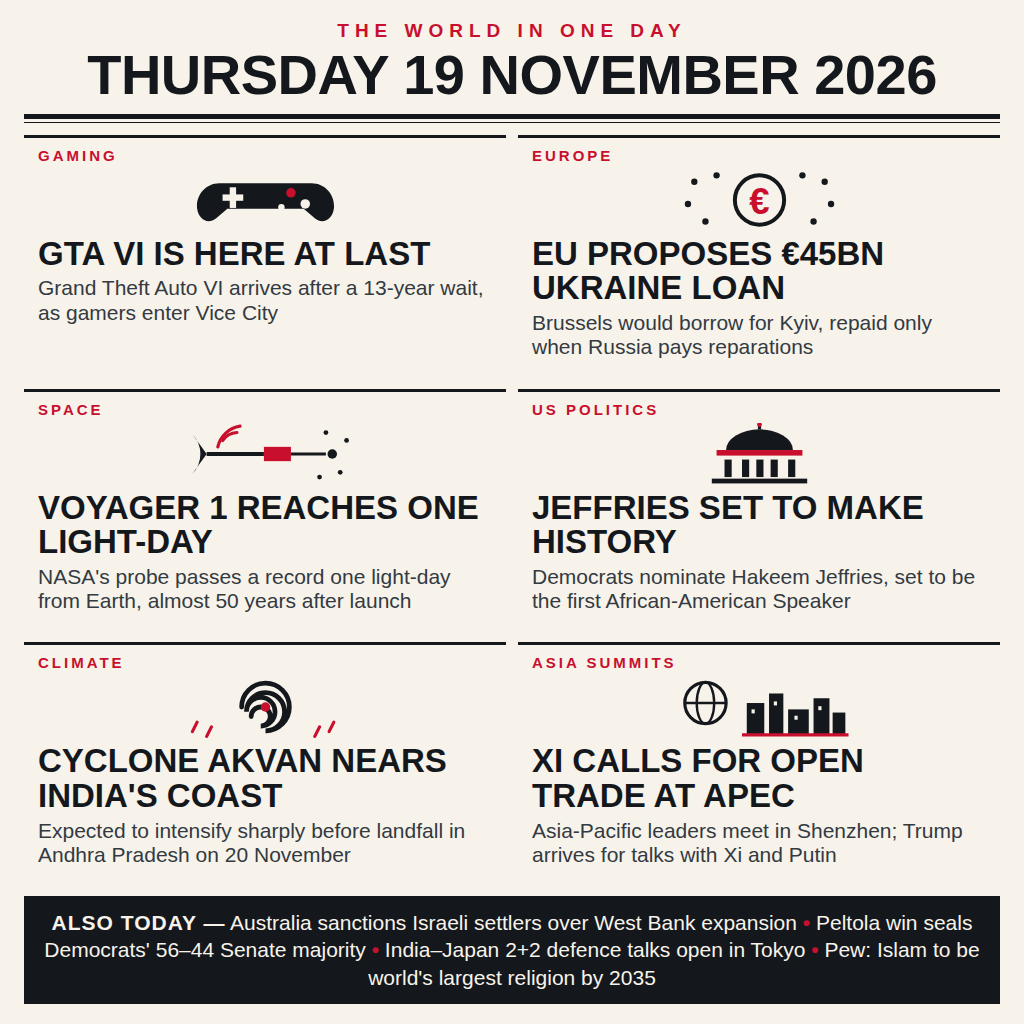 THE WORLD IN ONE DAY
THURSDAY 19 NOVEMBER 2026
GAMING
GTA VI IS HERE AT LAST
Grand Theft Auto VI arrives after a 13-year wait,
as gamers enter Vice City
EUROPE
€
EU PROPOSES €45BN
UKRAINE LOAN
Brussels would borrow for Kyiv, repaid only
when Russia pays reparations
SPACE
VOYAGER 1 REACHES ONE
LIGHT-DAY
NASA's probe passes a record one light-day
from Earth, almost 50 years after launch
US POLITICS
JEFFRIES SET TO MAKE
HISTORY
Democrats nominate Hakeem Jeffries, set to be
the first African-American Speaker
CLIMATE
CYCLONE AKVAN NEARS
INDIA'S COAST
Expected to intensify sharply before landfall in
Andhra Pradesh on 20 November
ASIA SUMMITS
XI CALLS FOR OPEN
TRADE AT APEC
Asia-Pacific leaders meet in Shenzhen; Trump
arrives for talks with Xi and Putin
ALSO TODAY — Australia sanctions Israeli settlers over West Bank expansion • Peltola win seals
Democrats' 56–44 Senate majority • India–Japan 2+2 defence talks open in Tokyo • Pew: Islam to be
world's largest religion by 2035